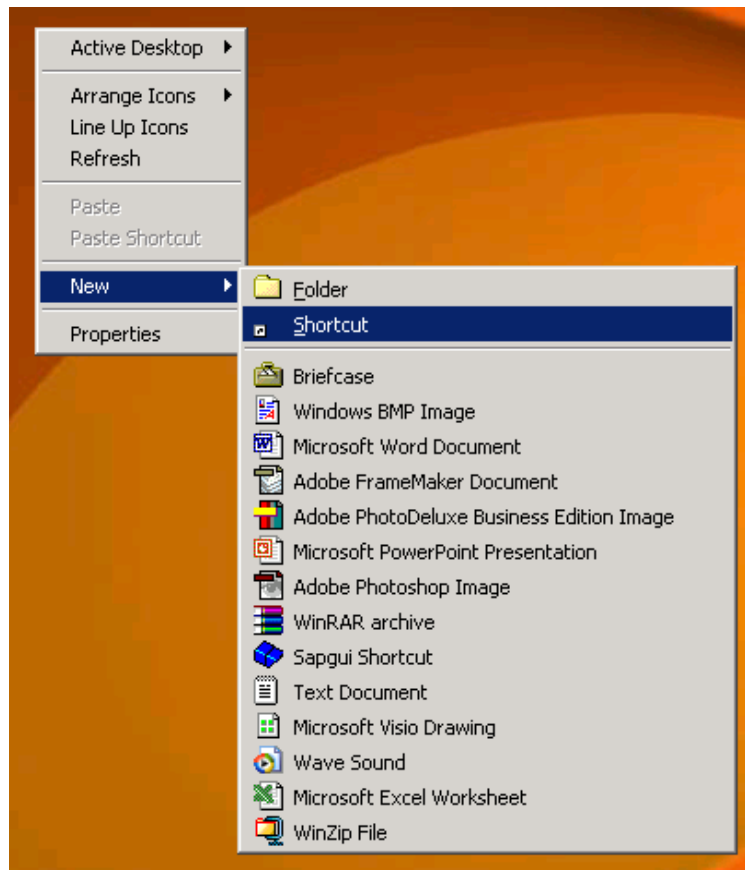 Active Desktop
Arrange Icons
Line Up Icons
Refresh
Paste
Paste Shortcut
New
Properties
Folder
Shortcut
Briefcase
Windows BMP Image
Microsoft Word Document
Adobe FrameMaker Document
Adobe PhotoDeluxe Business Edition Image
Microsoft PowerPoint Presentation
Adobe Photoshop Image
WinRAR archive
Sapgui Shortcut
Text Document
Microsoft Visio Drawing
Wave Sound
Microsoft Excel Worksheet
WinZip File